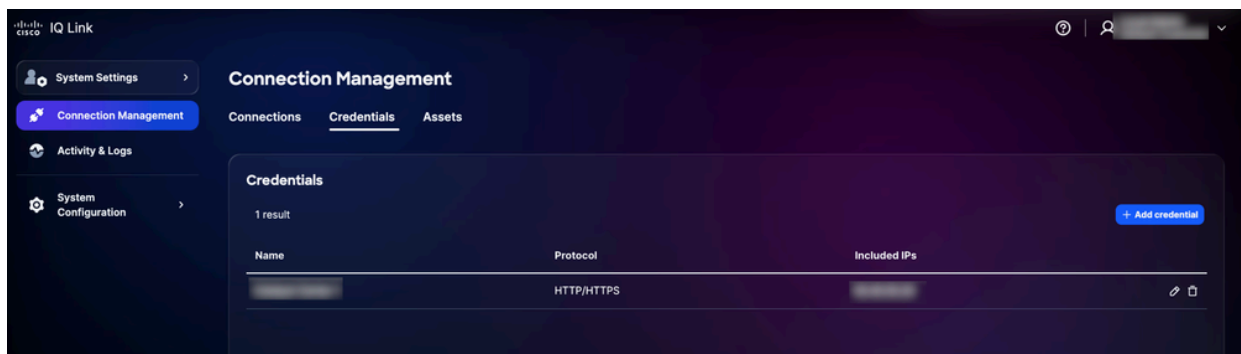 cisco IQ Link
System Settings
Connection Management
Activity & Logs
System
Configuration
Connection Management
Connections Credentials Assets
Credentials
1 result
+ Add credential
Name Protocol Included IPs
HTTP/HTTPS